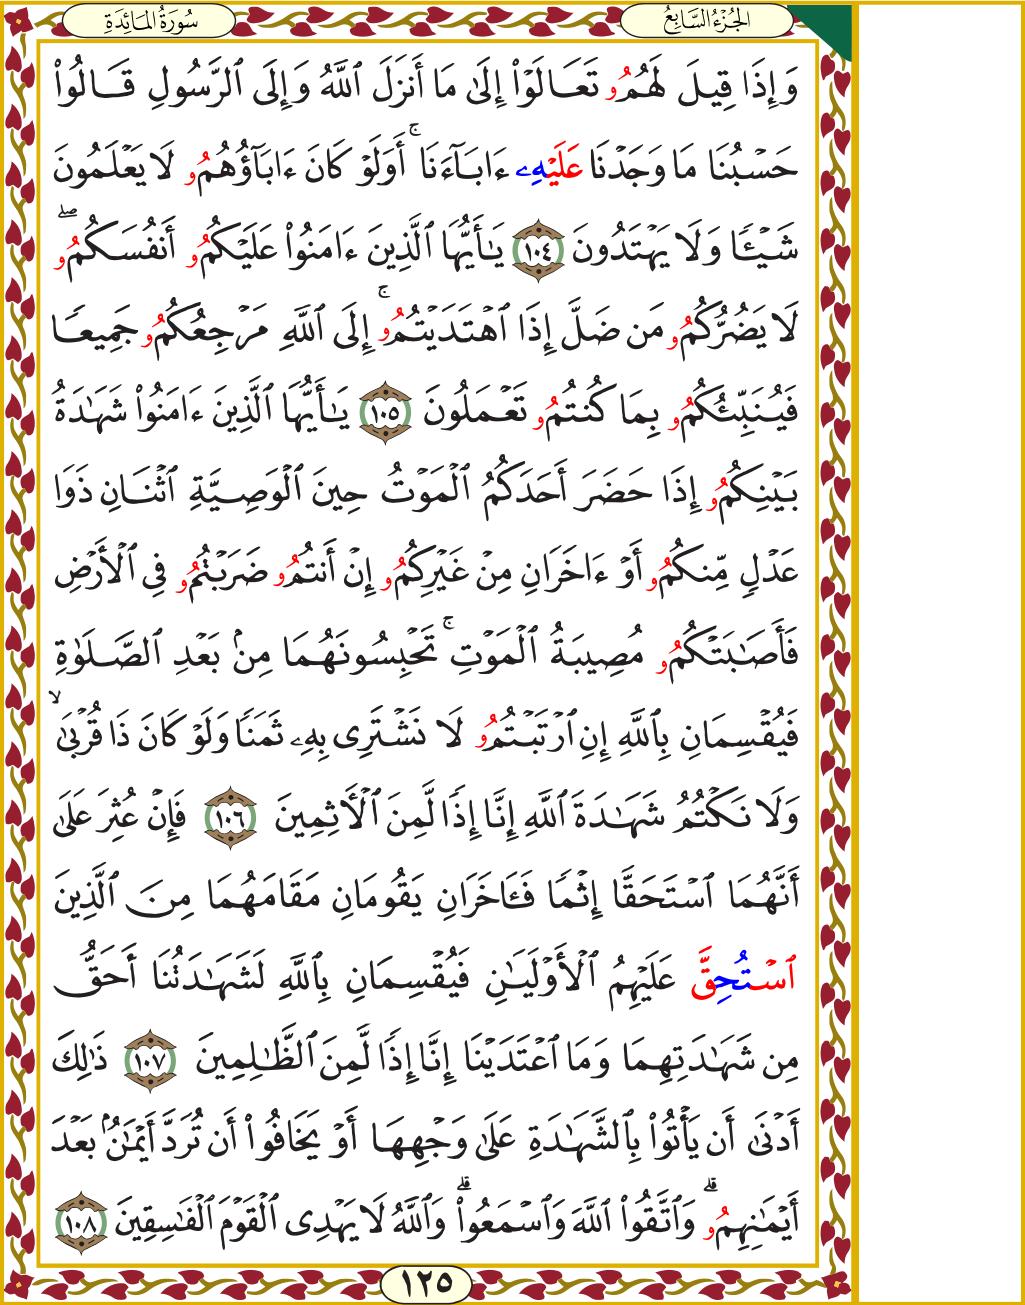 سُورَةُ المَائِدَةِ
الجُزْءُ السَّابِعُ
وَإِذَا قِيلَ لَهُمُو تَعَالَوْاْ إِلَىٰ مَا أَنزَلَ ٱللَّهُ وَإِلَى ٱلرَّسُولِ قَالُواْ
حَسْبُنَا مَا وَجَدْنَا عَلَيْهِۦ ءَابَآءَنَا ۚ أَوَلَوْ كَانَ ءَابَآؤُهُمُو لَا يَعْلَمُونَ
شَيْـًٔا وَلَا يَهْتَدُونَ ١٠٤ يَـٰأَيُّهَا ٱلَّذِينَ ءَامَنُواْ عَلَيْكُمُو أَنفُسَكُمُو ۖ
لَا يَضُرُّكُمُو مَن ضَلَّ إِذَا ٱهْتَدَيْتُمُو ۚ إِلَى ٱللَّهِ مَرْجِعُكُمُو جَمِيعًا
فَيُنَبِّئُكُمُو بِمَا كُنتُمُو تَعْمَلُونَ ١٠٥ يَـٰأَيُّهَا ٱلَّذِينَ ءَامَنُواْ شَهَـٰدَةُ
بَيْنِكُمُو إِذَا حَضَرَ أَحَدَكُمُ ٱلْمَوْتُ حِينَ ٱلْوَصِيَّةِ ٱثْنَانِ ذَوَا
عَدْلٍ مِّنكُمُو أَوْ ءَاخَرَانِ مِنْ غَيْرِكُمُو إِنْ أَنتُمُو ضَرَبْتُمُو فِى ٱلْأَرْضِ
فَأَصَـٰبَتْكُمُو مُصِيبَةُ ٱلْمَوْتِ ۚ تَحْبِسُونَهُمَا مِنۢ بَعْدِ ٱلصَّلَوٰةِ
فَيُقْسِمَانِ بِٱللَّهِ إِنِ ٱرْتَبْتُمُو لَا نَشْتَرِى بِهِۦ ثَمَنًا وَلَوْ كَانَ ذَا قُرْبَىٰ ۙ
وَلَا نَكْتُمُ شَهَـٰدَةَ ٱللَّهِ إِنَّا إِذًا لَّمِنَ ٱلْأَثِمِينَ ١٠٦ فَإِنْ عُثِرَ عَلَىٰ
أَنَّهُمَا ٱسْتَحَقَّا إِثْمًا فَـَٔاخَرَانِ يَقُومَانِ مَقَامَهُمَا مِنَ ٱلَّذِينَ
ٱسْتُحِقَّ عَلَيْهِمُ ٱلْأَوْلَيَـٰنِ فَيُقْسِمَانِ بِٱللَّهِ لَشَهَـٰدَتُنَا أَحَقُّ
مِن شَهَـٰدَتِهِمَا وَمَا ٱعْتَدَيْنَا إِنَّا إِذًا لَّمِنَ ٱلظَّـٰلِمِينَ ١٠٧ ذَٰلِكَ
أَدْنَىٰ أَن يَأْتُواْ بِٱلشَّهَـٰدَةِ عَلَىٰ وَجْهِهَا أَوْ يَخَافُواْ أَن تُرَدَّ أَيْمَـٰنُۢ بَعْدَ
أَيْمَـٰنِهِمُو ۗ وَٱتَّقُواْ ٱللَّهَ وَٱسْمَعُواْ ۗ وَٱللَّهُ لَا يَهْدِى ٱلْقَوْمَ ٱلْفَـٰسِقِينَ ١٠٨
١٢٥